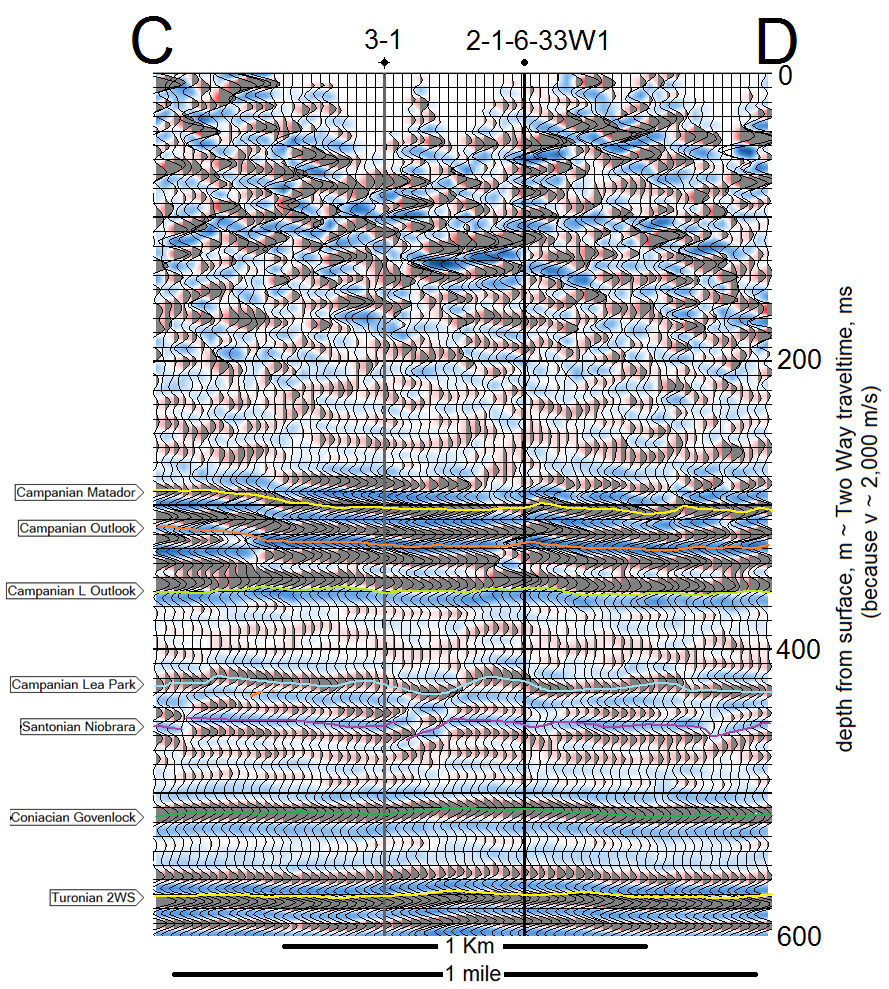 C
3-1
2-1-6-33W1
D
0
200
Campanian Matador
Campanian Outlook
Campanian L Outlook
400
Campanian Lea Park
Santonian Niobrara
Coniacian Govenlock
Turonian 2WS
600
depth from surface, m ~ Two Way traveltime, ms
(because v ~ 2,000 m/s)
1 Km
1 mile